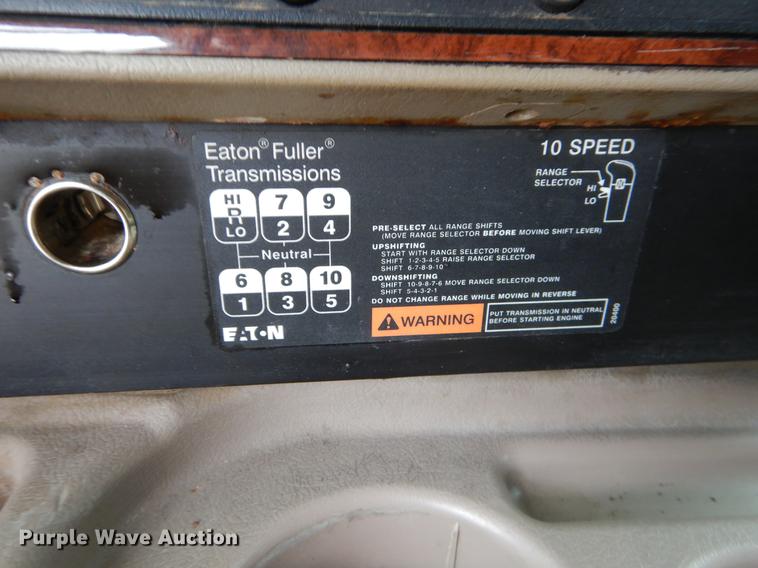 Eaton® Fuller®
Transmissions
HI
R
LO
7
2
9
4
Neutral
6
1
8
3
10
5
EATON
10 SPEED
RANGE
SELECTOR
HI
LO
PRE-SELECT ALL RANGE SHIFTS
(MOVE RANGE SELECTOR BEFORE MOVING SHIFT LEVER)
UPSHIFTING
START WITH RANGE SELECTOR DOWN
SHIFT 1-2-3-4-5 RAISE RANGE SELECTOR
SHIFT 6-7-8-9-10
DOWNSHIFTING
SHIFT 10-9-8-7-6 MOVE RANGE SELECTOR DOWN
SHIFT 5-4-3-2-1
DO NOT CHANGE RANGE WHILE MOVING IN REVERSE
WARNING
PUT TRANSMISSION IN NEUTRAL
BEFORE STARTING ENGINE
20400
Purple Wave Auction